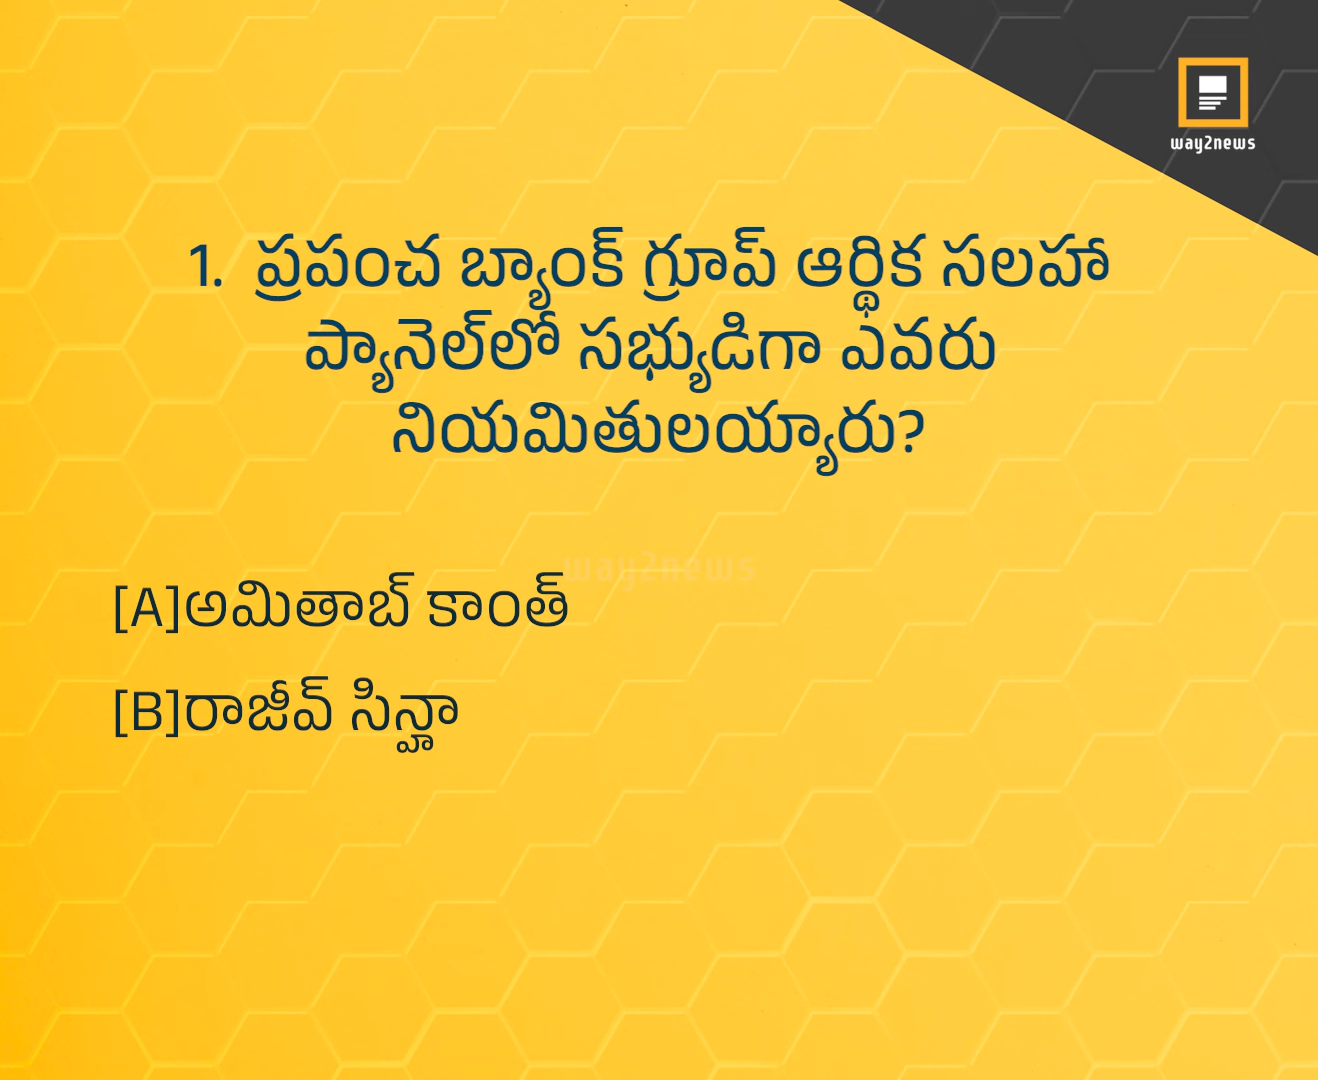 way2news
1. ప్రపంచ బ్యాంక్ గ్రూప్ ఆర్థిక సలహా
ప్యానెల్‌లో సభ్యుడిగా ఎవరు
నియమితులయ్యారు?
way2news
[A]అమితాబ్ కాంత్
[B]రాజీవ్ సిన్హా